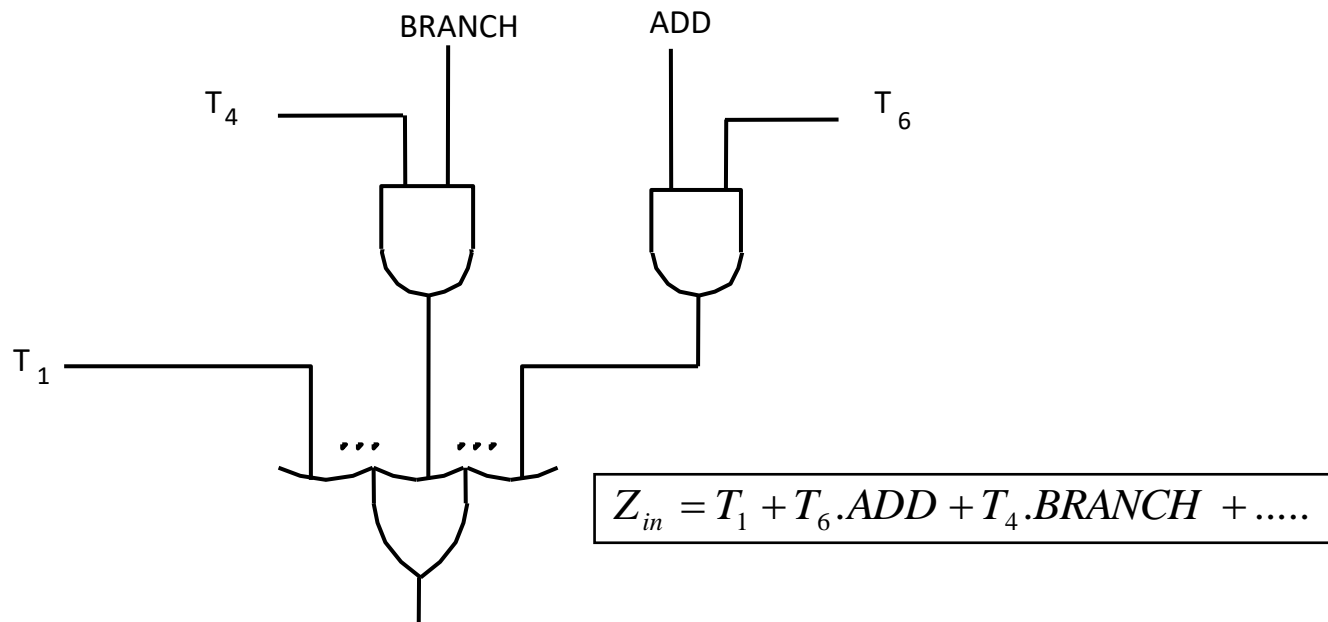 BRANCH ADD
T4 T6
T1
... ...
Zin = T1 + T6.ADD + T4.BRANCH + .....